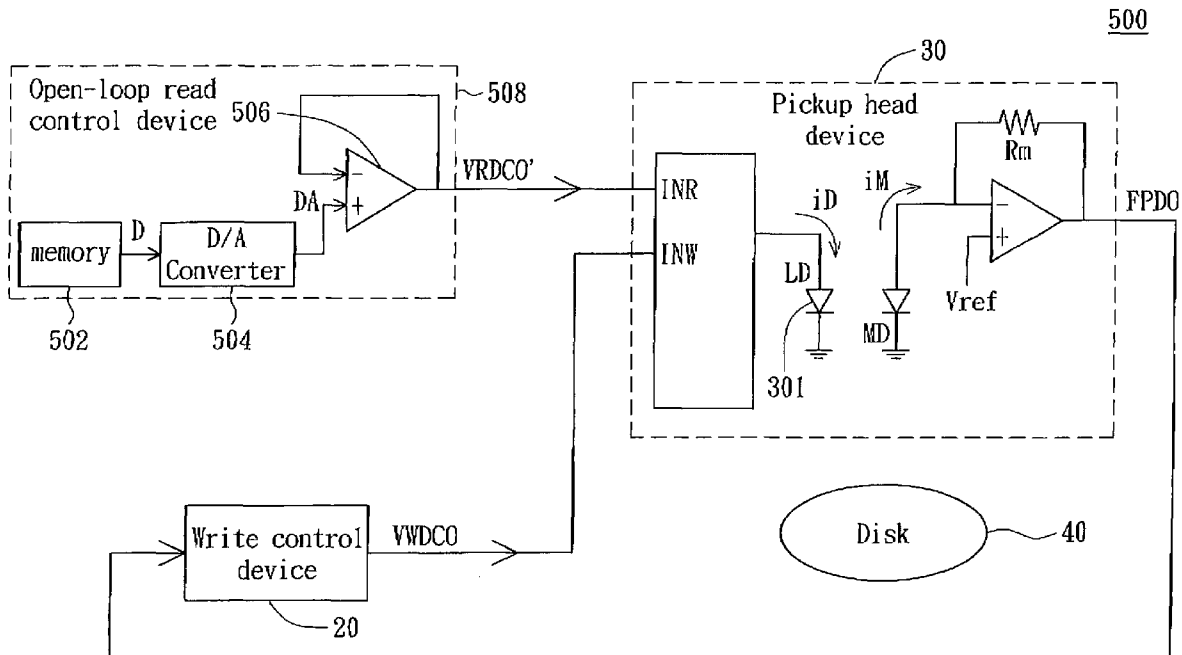 500
Open-loop read
control device
506
508
30
Pickup head
device
Rm
VRDCO'
INR
iD
iM
FPDO
DA
D
memory
D/A
Converter
INW
LD
Vref
MD
502
504
301
Write control
device
VWDCO
Disk
40
20
-
+
-
+